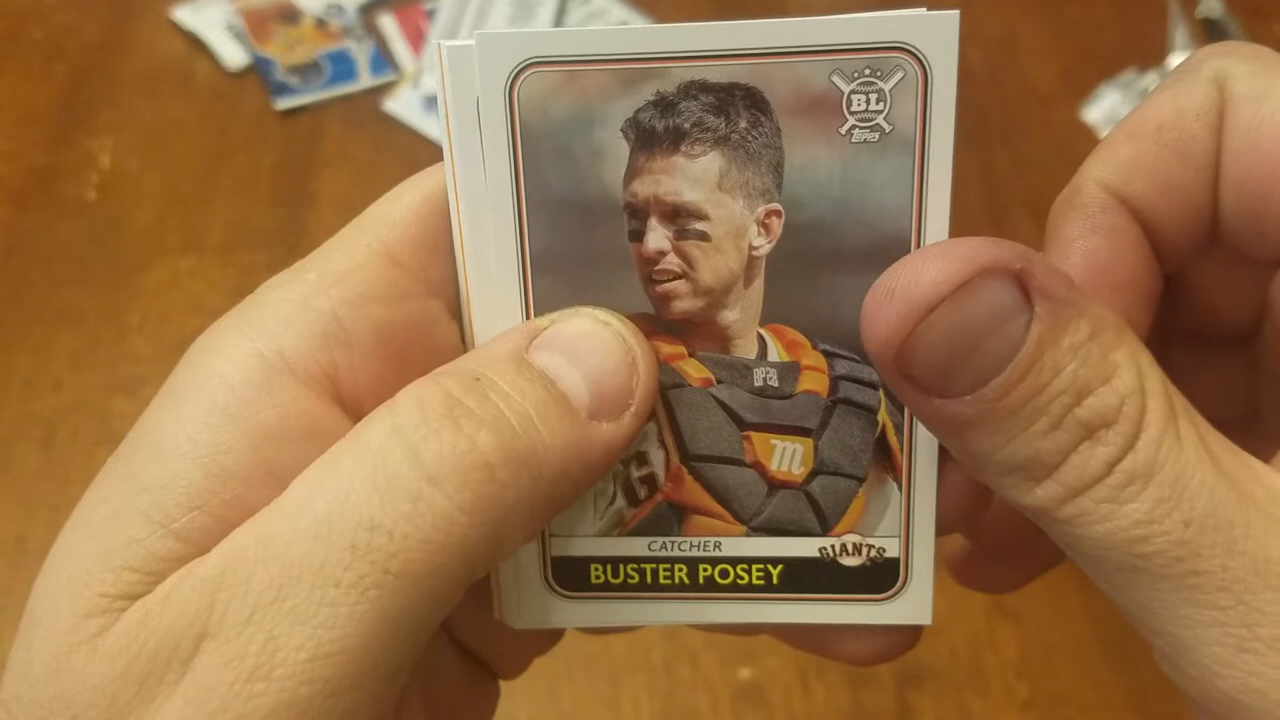 BL
Topps
BP28
m
G
CATCHER
GIANTS
BUSTER POSEY